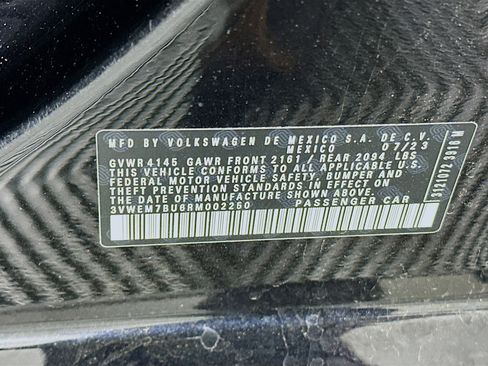 MFD BY VOLKSWAGEN DE MEXICO S.A. DE C.V.
MEXICO 07/23
GVWR 4145 GAWR FRONT 2161 / REAR 2094 LBS
THIS VEHICLE CONFORMS TO ALL APPLICABLE U.S.
FEDERAL MOTOR VEHICLE SAFETY, BUMPER AND
THEFT PREVENTION STANDARDS IN EFFECT ON
THE DATE OF MANUFACTURE SHOWN ABOVE.
3VWEM7BU6RM002260 PASSENGER CAR